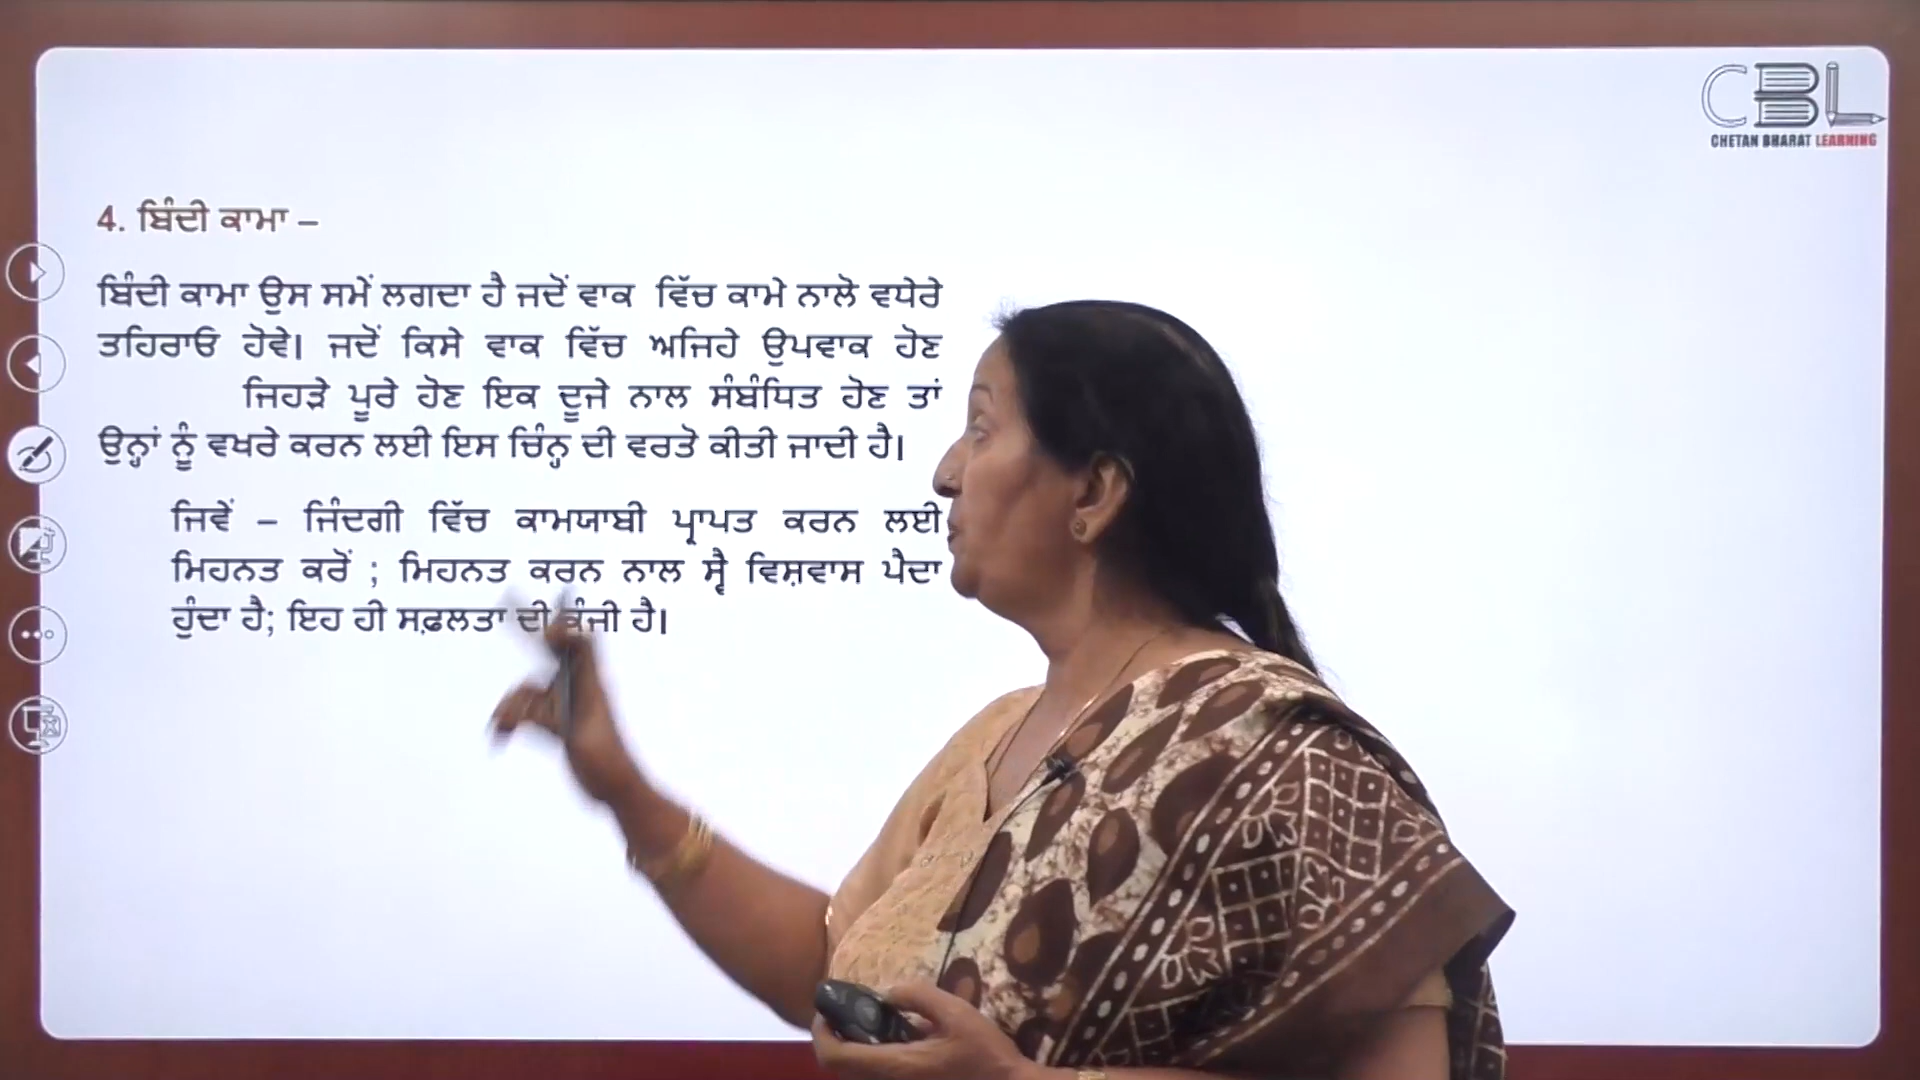 CBL
CHETAN BHARAT LEARNING
4. ਬਿੰਦੀ ਕਾਮਾ –
ਬਿੰਦੀ ਕਾਮਾ ਉਸ ਸਮੇਂ ਲਗਦਾ ਹੈ ਜਦੋਂ ਵਾਕ ਵਿੱਚ ਕਾਮੇ ਨਾਲੋ ਵਧੇਰੇ
ਤਹਿਰਾਓ ਹੋਵੇ। ਜਦੋਂ ਕਿਸੇ ਵਾਕ ਵਿੱਚ ਅਜਿਹੇ ਉਪਵਾਕ ਹੋਣ
ਜਿਹੜੇ ਪੂਰੇ ਹੋਣ ਇਕ ਦੂਜੇ ਨਾਲ ਸੰਬੰਧਿਤ ਹੋਣ ਤਾਂ
ਉਨ੍ਹਾਂ ਨੂੰ ਵਖਰੇ ਕਰਨ ਲਈ ਇਸ ਚਿੰਨ੍ਹ ਦੀ ਵਰਤੋ ਕੀਤੀ ਜਾਦੀ ਹੈ।
ਜਿਵੇਂ – ਜਿੰਦਗੀ ਵਿੱਚ ਕਾਮਯਾਬੀ ਪ੍ਰਾਪਤ ਕਰਨ ਲਈ
ਮਿਹਨਤ ਕਰੋਂ ; ਮਿਹਨਤ ਕਰਨ ਨਾਲ ਸ੍ਵੈ ਵਿਸ਼ਵਾਸ ਪੈਦਾ
ਹੁੰਦਾ ਹੈ; ਇਹ ਹੀ ਸਫ਼ਲਤਾ ਦੀ ਕੁੰਜੀ ਹੈ।